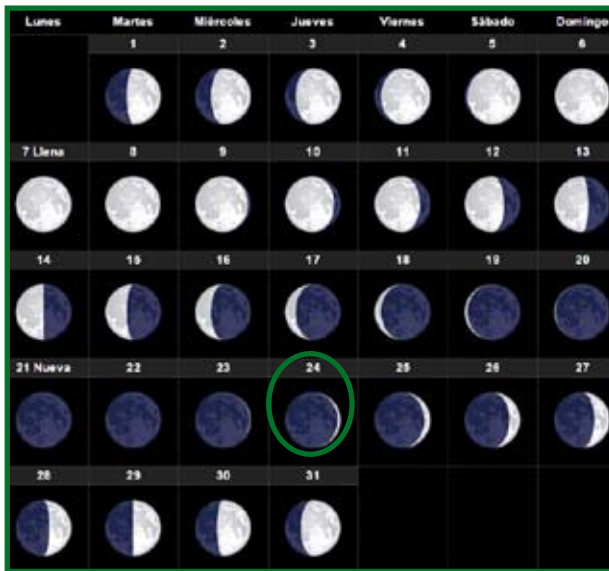 Lunes Martes Miércoles Jueves Viernes Sábado Domingo
1 2 3 4 5 6
7 Llena 8 9 10 11 12 13
14 15 16 17 18 19 20
21 Nueva 22 23 24 25 26 27
28 29 30 31